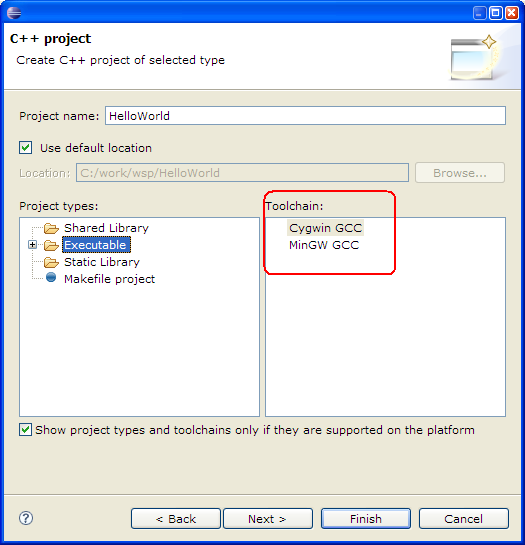 C++ project
Create C++ project of selected type
Project name: HelloWorld
Use default location
Location: C:/work/wsp/HelloWorld Browse...
Project types: Toolchain:
Shared Library Cygwin GCC
Executable MinGW GCC
Static Library
Makefile project
Show project types and toolchains only if they are supported on the platform
? < Back Next > Finish Cancel